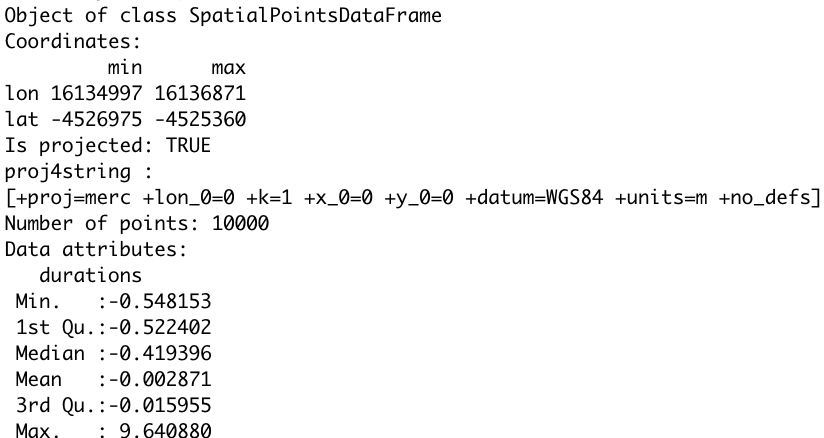 Object of class SpatialPointsDataFrame
Coordinates:
         min      max
lon 16134997 16136871
lat -4526975 -4525360
Is projected: TRUE
proj4string :
[+proj=merc +lon_0=0 +k=1 +x_0=0 +y_0=0 +datum=WGS84 +units=m +no_defs]
Number of points: 10000
Data attributes:
   durations
 Min.   :-0.548153
 1st Qu.:-0.522402
 Median :-0.419396
 Mean   :-0.002871
 3rd Qu.:-0.015955
 Max.   : 9.640880